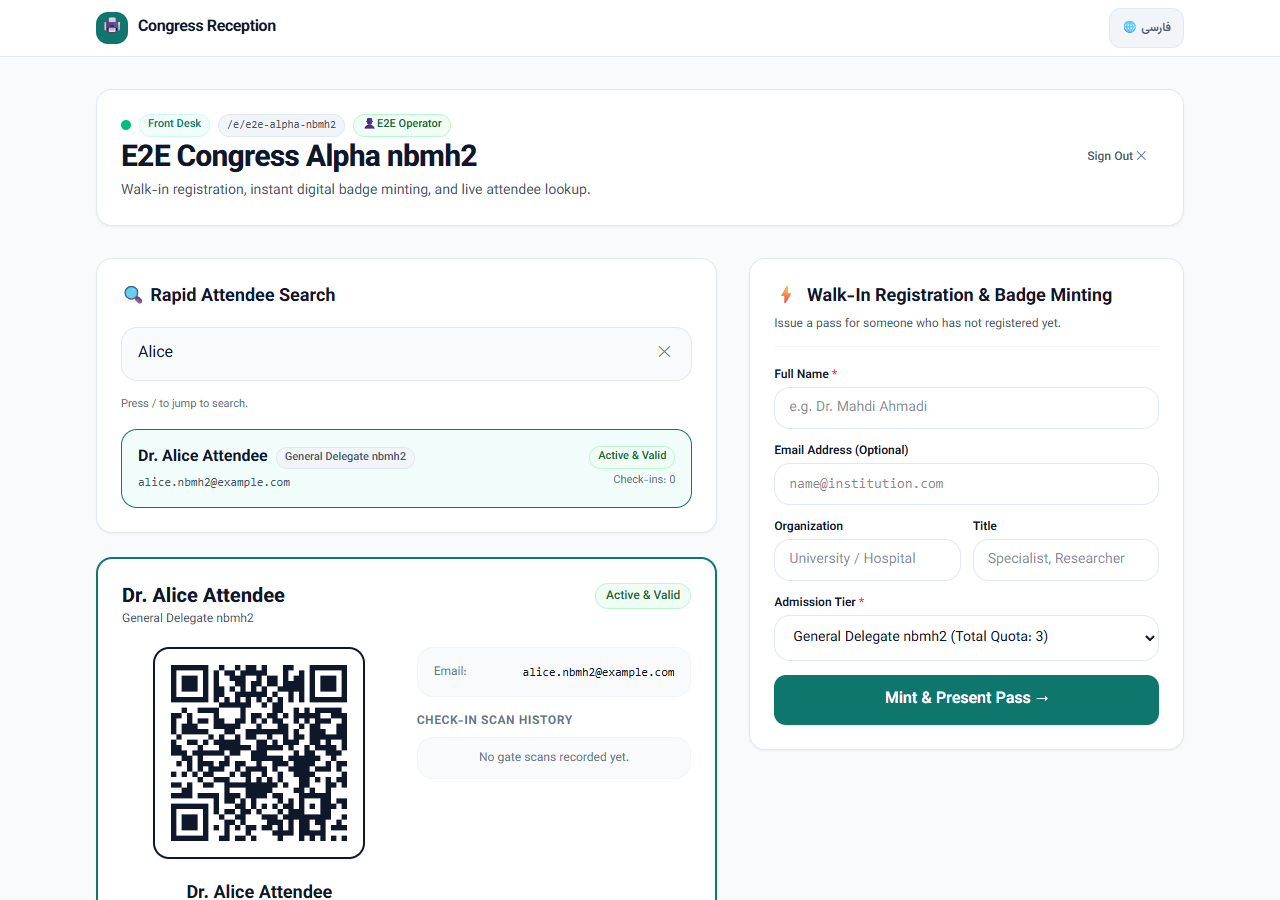 Congress Reception
فارسی
Front Desk
/e/e2e-alpha-nbmh2
E2E Operator
E2E Congress Alpha nbmh2
Walk-in registration, instant digital badge minting, and live attendee lookup.
Sign Out
Rapid Attendee Search
Alice
Press / to jump to search.
Dr. Alice Attendee
General Delegate nbmh2
alice.nbmh2@example.com
Active & Valid
Check-ins: 0
Dr. Alice Attendee
General Delegate nbmh2
Active & Valid
Email:
alice.nbmh2@example.com
CHECK-IN SCAN HISTORY
No gate scans recorded yet.
Dr. Alice Attendee
Walk-In Registration & Badge Minting
Issue a pass for someone who has not registered yet.
Full Name *
e.g. Dr. Mahdi Ahmadi
Email Address (Optional)
name@institution.com
Organization
University / Hospital
Title
Specialist, Researcher
Admission Tier *
General Delegate nbmh2 (Total Quota: 3)
Mint & Present Pass →